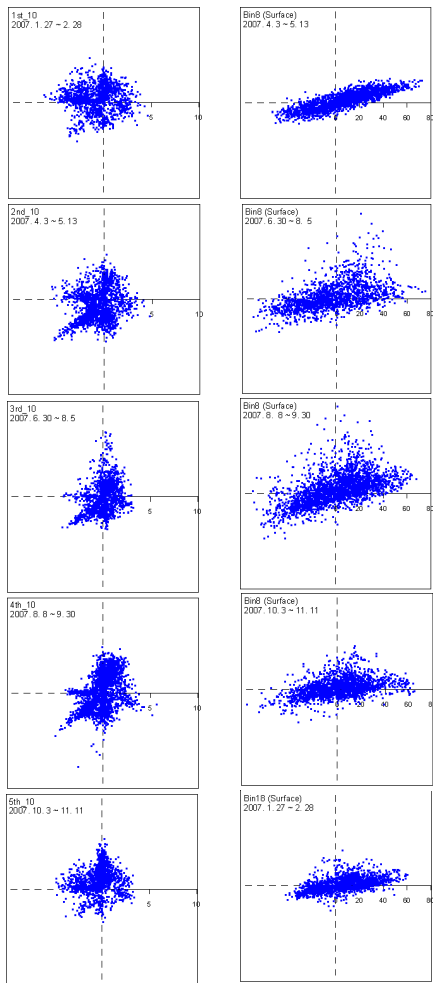 1st_10
2007. 1. 27 ~ 2. 28
5
10
Bin8 (Surface)
2007. 4. 3 ~ 5. 13
20
40
60
80
2nd_10
2007. 4. 3 ~ 5. 13
5
10
Bin8 (Surface)
2007. 6. 30 ~ 8. 5
20
40
60
80
3rd_10
2007. 6. 30 ~ 8. 5
5
10
Bin8 (Surface)
2007. 8. 8 ~ 9. 30
20
40
60
80
4th_10
2007. 8. 8 ~ 9. 30
5
10
Bin8 (Surface)
2007. 10. 3 ~ 11. 11
20
40
60
80
5th_10
2007. 10. 3 ~ 11. 11
5
10
Bin18 (Surface)
2007. 1. 27 ~ 2. 28
20
40
60
80